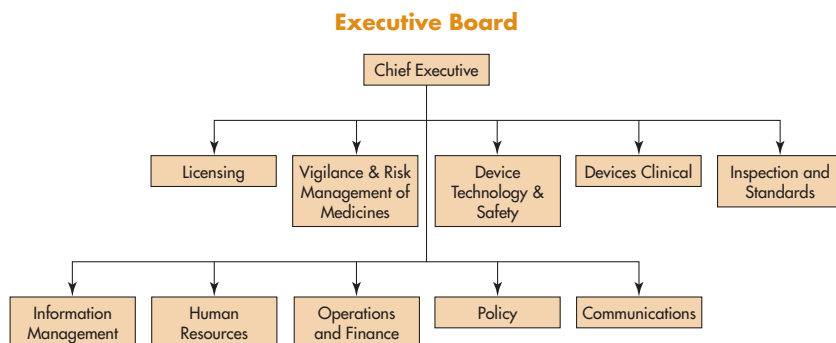 Executive Board
Chief Executive
Licensing
Vigilance & Risk
Management of
Medicines
Device
Technology &
Safety
Devices Clinical
Inspection and
Standards
Information
Management
Human
Resources
Operations
and Finance
Policy
Communications